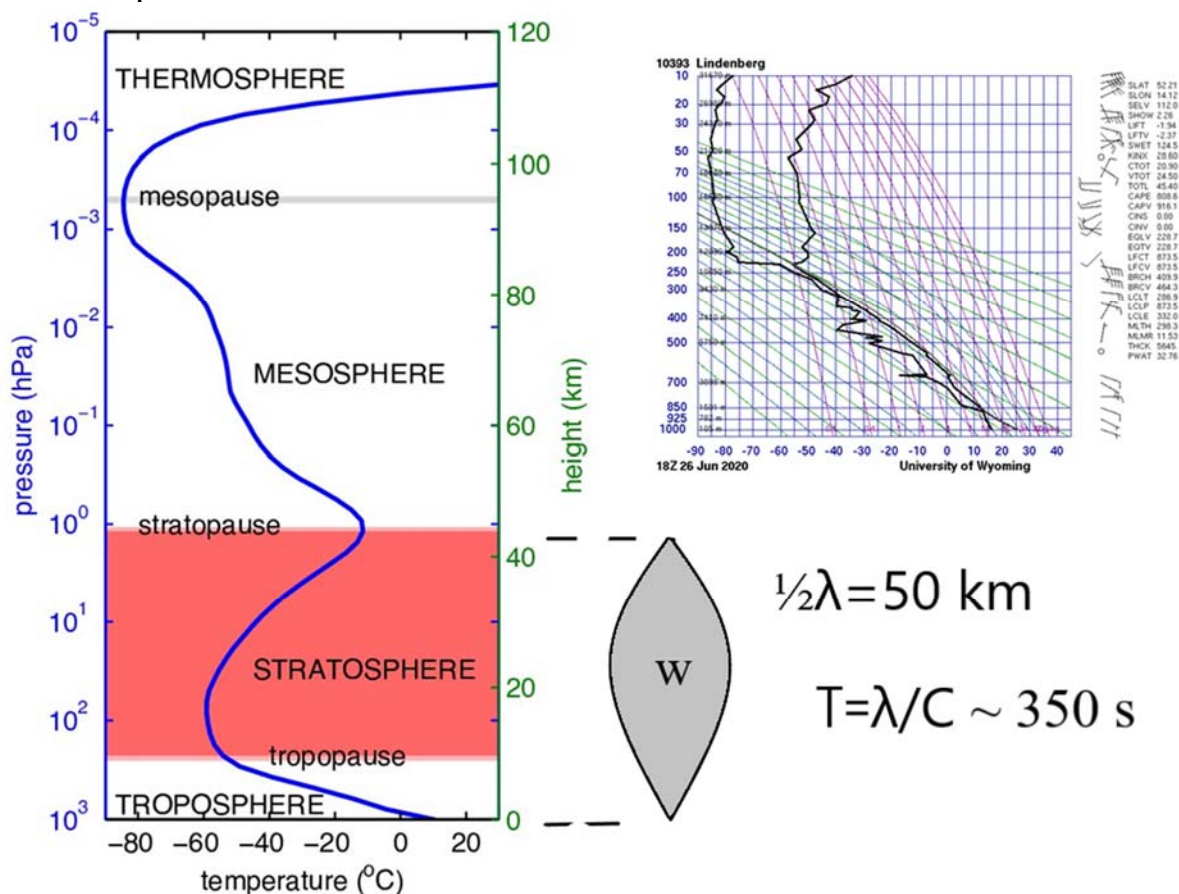 10⁻⁵
10⁻⁴
10⁻³
10⁻²
10⁻¹
10⁰
10¹
10²
10³
pressure (hPa)
THERMOSPHERE
mesopause
MESOSPHERE
stratopause
STRATOSPHERE
tropopause
TROPOSPHERE
−80 −60 −40 −20 0 20
temperature (°C)
120
100
80
60
40
20
0
height (km)
10393 Lindenberg
10
20
30
50
70
100
150
200
250
300
400
500
700
850
925
1000
-90 -80 -70 -60 -50 -40 -30 -20 -10 0 10 20 30 40
18Z 26 Jun 2020 University of Wyoming
SLAT 52.21
SLON 14.12
SELV 112.0
SHOW 2.26
LIFT -1.94
LFTV -2.37
SWET 124.5
KINX 28.60
CTOT 20.90
VTOT 24.50
TOTL 45.40
CAPE 808.6
CAPV 916.1
CINS 0.00
CINV 0.00
EQLV 228.7
EQTV 228.7
LFCT 873.5
LFCV 873.5
BRCH 409.9
BRCV 464.3
LCLT 286.9
LCLP 873.5
LCLE 332.0
MLTH 298.3
MLMR 11.53
THCK 5645.
PWAT 32.76
w
½λ=50 km
T=λ/C ~ 350 s